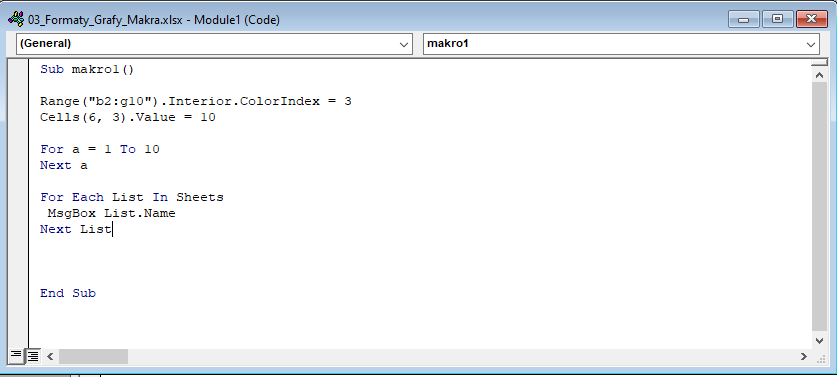 03_Formaty_Grafy_Makra.xlsx - Module1 (Code)
(General)
makro1
Sub makro1()
Range("b2:g10").Interior.ColorIndex = 3
Cells(6, 3).Value = 10
For a = 1 To 10
Next a
For Each List In Sheets
MsgBox List.Name
Next List
End Sub